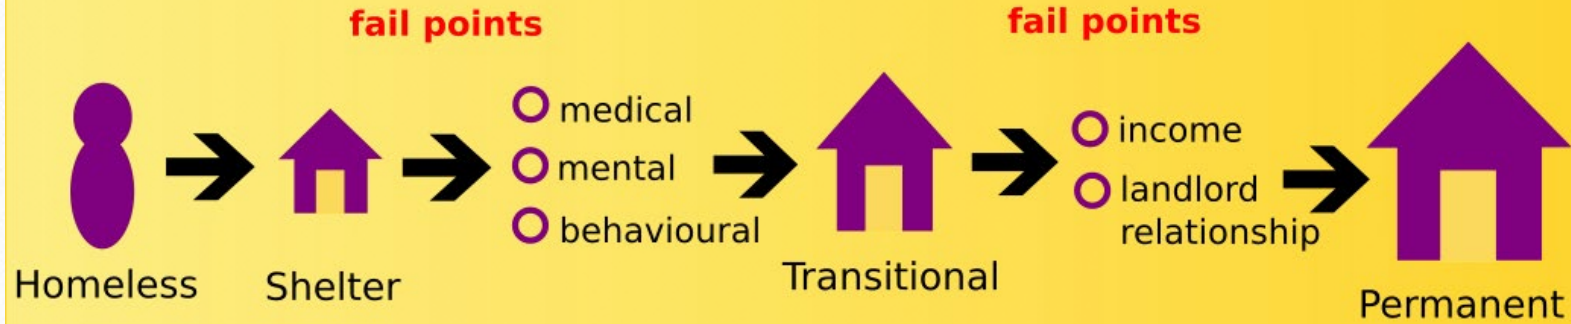 fail points
fail points
medical
mental
behavioural
income
landlord
relationship
Homeless
Shelter
Transitional
Permanent